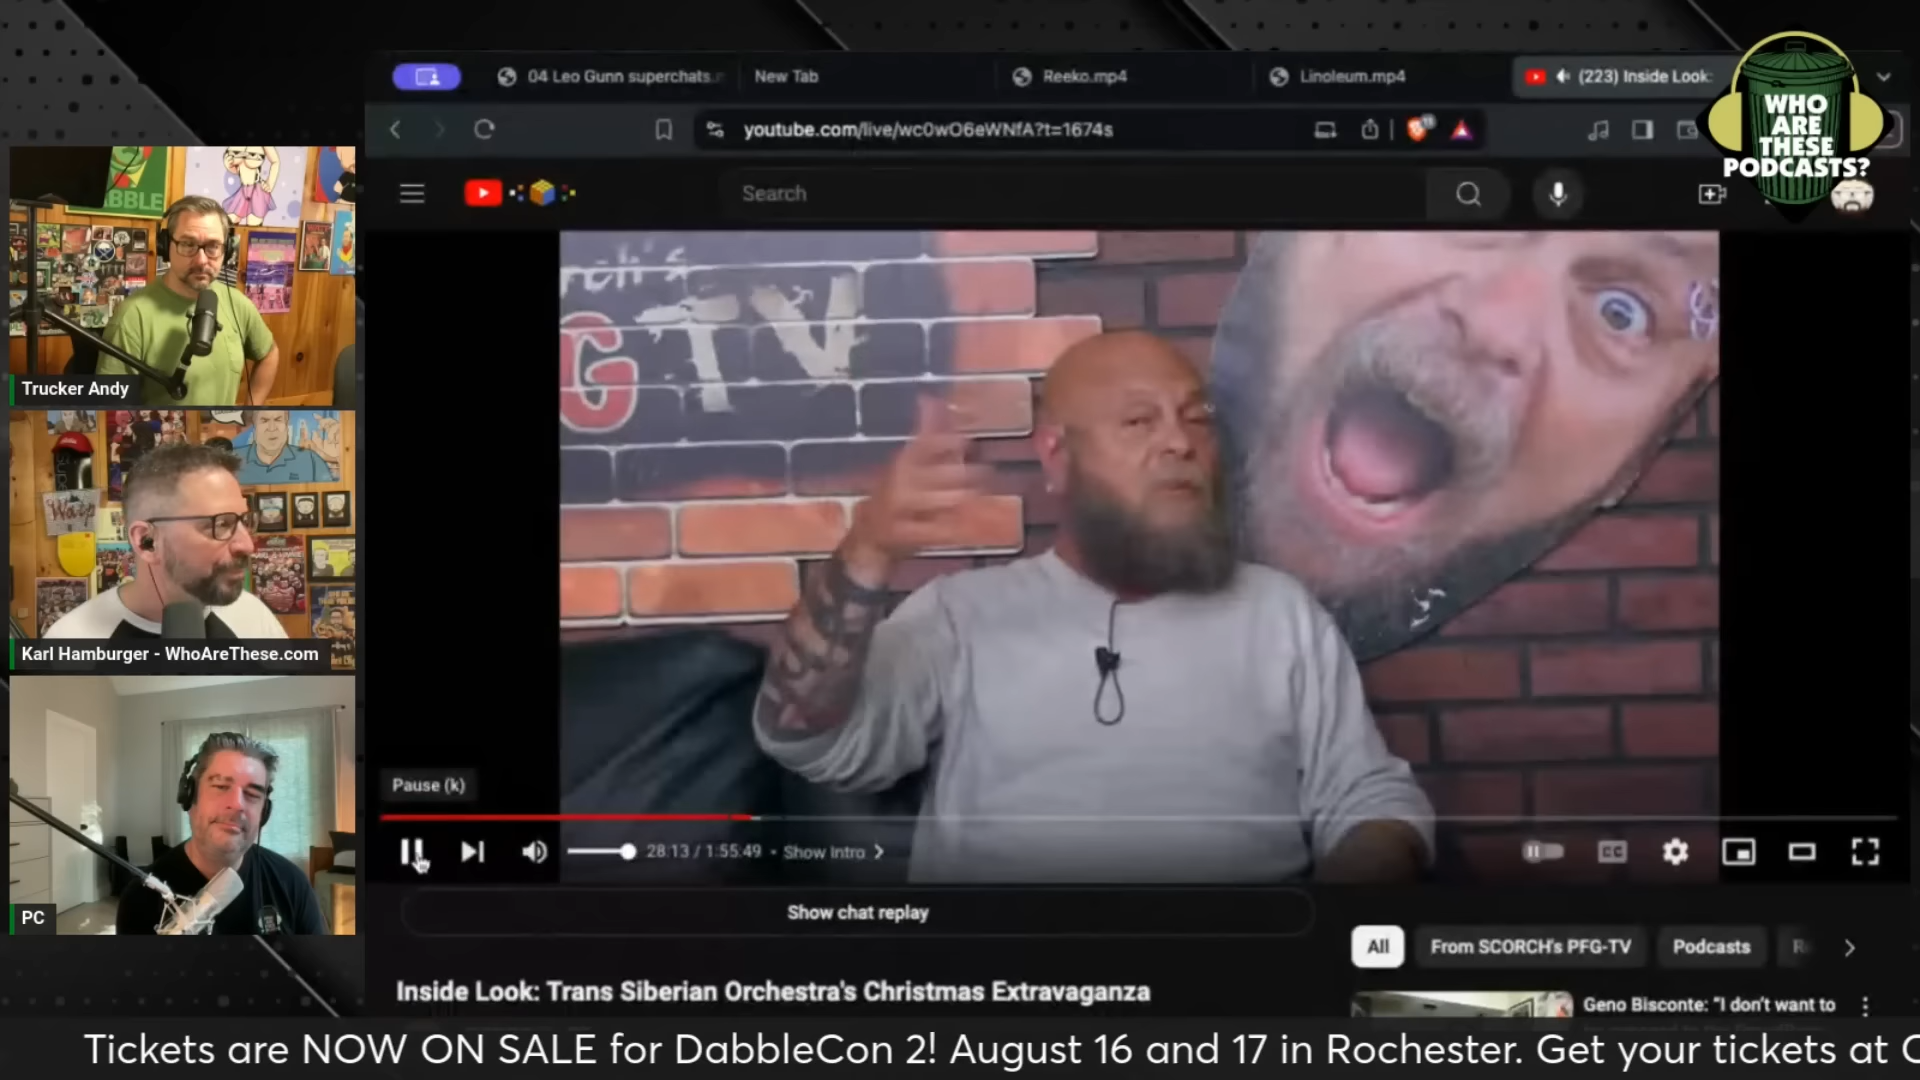 04 Leo Gunn superchats.
New Tab
Reeko.mp4
Linoleum.mp4
(223) Inside Look:
youtube.com/live/wc0wO6eWNfA?t=1674s
WHO
ARE
THESE
PODCASTS?
Search
G TV
Trucker Andy
Karl Hamburger - WhoAreThese.com
PC
Pause (k)
28:13 / 1:55:49 • Show Intro
CC
Show chat replay
All
From SCORCH's PFG-TV
Podcasts
Inside Look: Trans Siberian Orchestra's Christmas Extravaganza
Geno Bisconte: "I don't want to
Tickets are NOW ON SALE for DabbleCon 2! August 16 and 17 in Rochester. Get your tickets at C